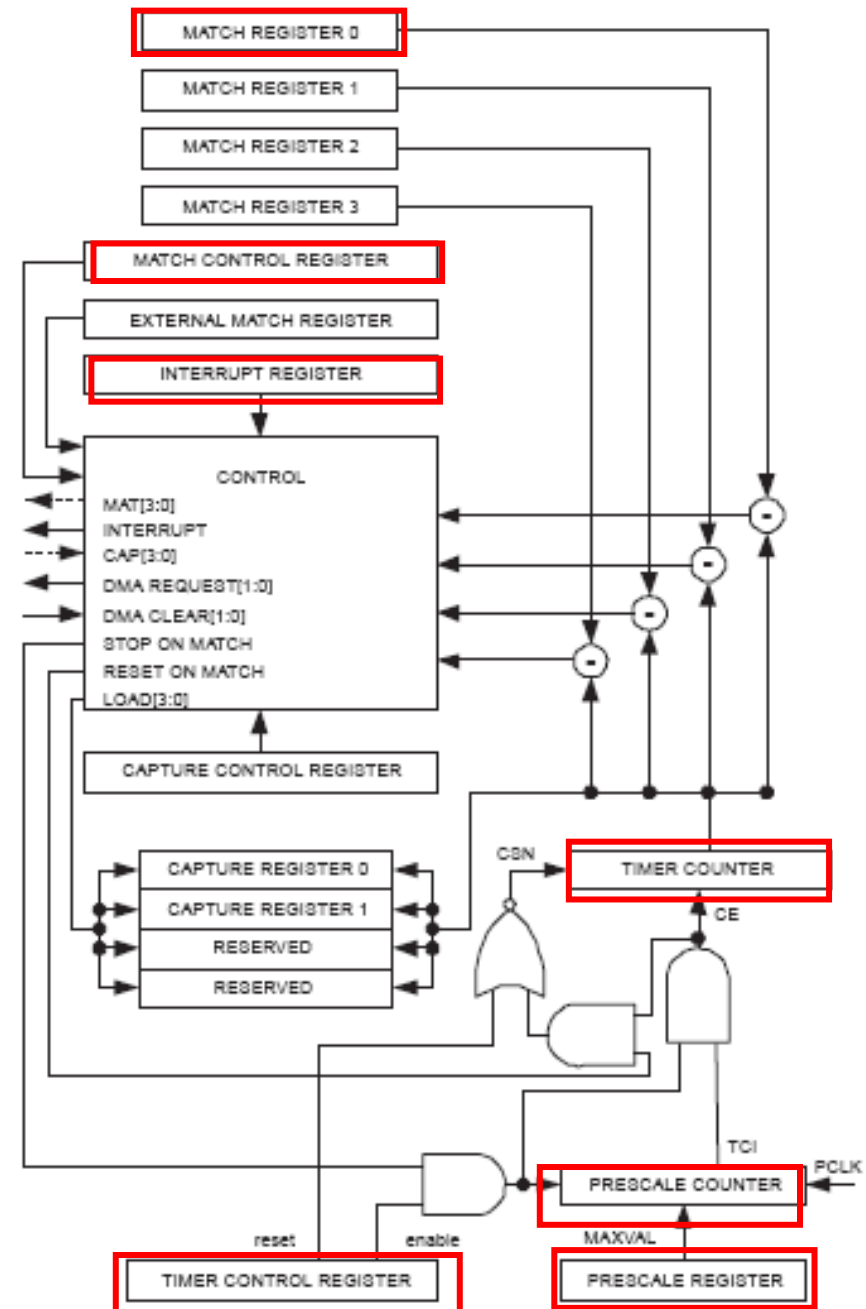 MATCH REGISTER 0
MATCH REGISTER 1
MATCH REGISTER 2
MATCH REGISTER 3
MATCH CONTROL REGISTER
EXTERNAL MATCH REGISTER
INTERRUPT REGISTER
CONTROL
MAT[3:0]
INTERRUPT
CAP[3:0]
DMA REQUEST[1:0]
DMA CLEAR[1:0]
STOP ON MATCH
RESET ON MATCH
LOAD[3:0]
-
-
-
-
CAPTURE CONTROL REGISTER
CAPTURE REGISTER 0
CAPTURE REGISTER 1
RESERVED
RESERVED
CSN
TIMER COUNTER
CE
TCI
PCLK
PRESCALE COUNTER
reset
enable
MAXVAL
TIMER CONTROL REGISTER
PRESCALE REGISTER